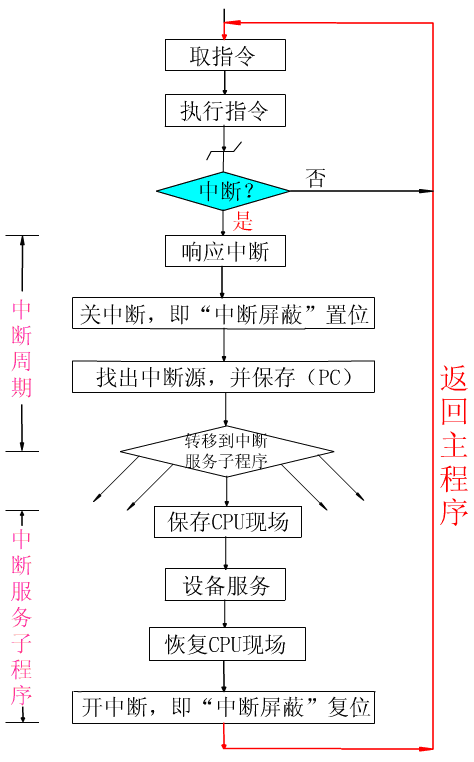 取指令
执行指令
中断?
否
是
响应中断
关中断，即“中断屏蔽”置位
找出中断源，并保存（PC）
转移到中断
服务子程序
保存CPU现场
设备服务
恢复CPU现场
开中断，即“中断屏蔽”复位
中断周期
中断服务子程序
返回主程序